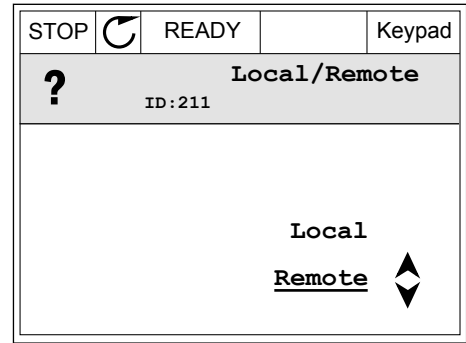 STOP READY Keypad
? Local/Remote
ID:211
Local
Remote